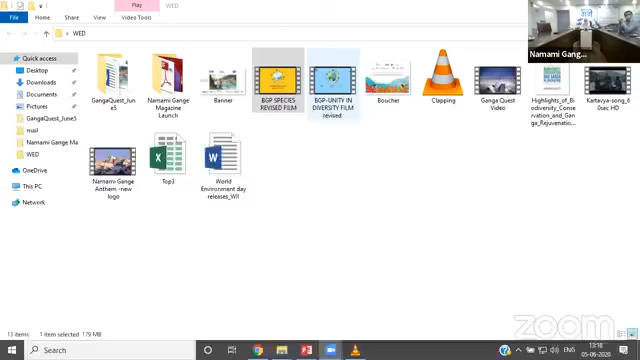 WED
Play
File
Home
Share
View
Video Tools
WED
Quick access
Desktop
Downloads
Documents
Pictures
GangaQuest_June5
mail
Namami Gange Ma
WED
OneDrive
This PC
Network
GangaQuest_June5
Namami Gange Magazine Launch
Banner
BGP SPECIES REVISED FILM
BGP-UNITY IN DIVERSITY FILM revised
Boucher
Clapping
Ganga Quest Video
Highlights_of_Biodiversity_Conservation_and_Ganga_Rejuvenatio...
Kartavya-song_60sec HD
Namami Gange Anthem -new logo
Top3
World Environment day releases_WII
Namami Gang...
13 items
1 item selected 179 MB
zoom
Search
ENG
13:18
05-06-2020